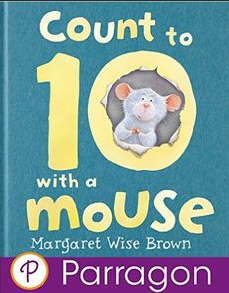 Count to
10
with a
mouse
Margaret Wise Brown
P Parragon